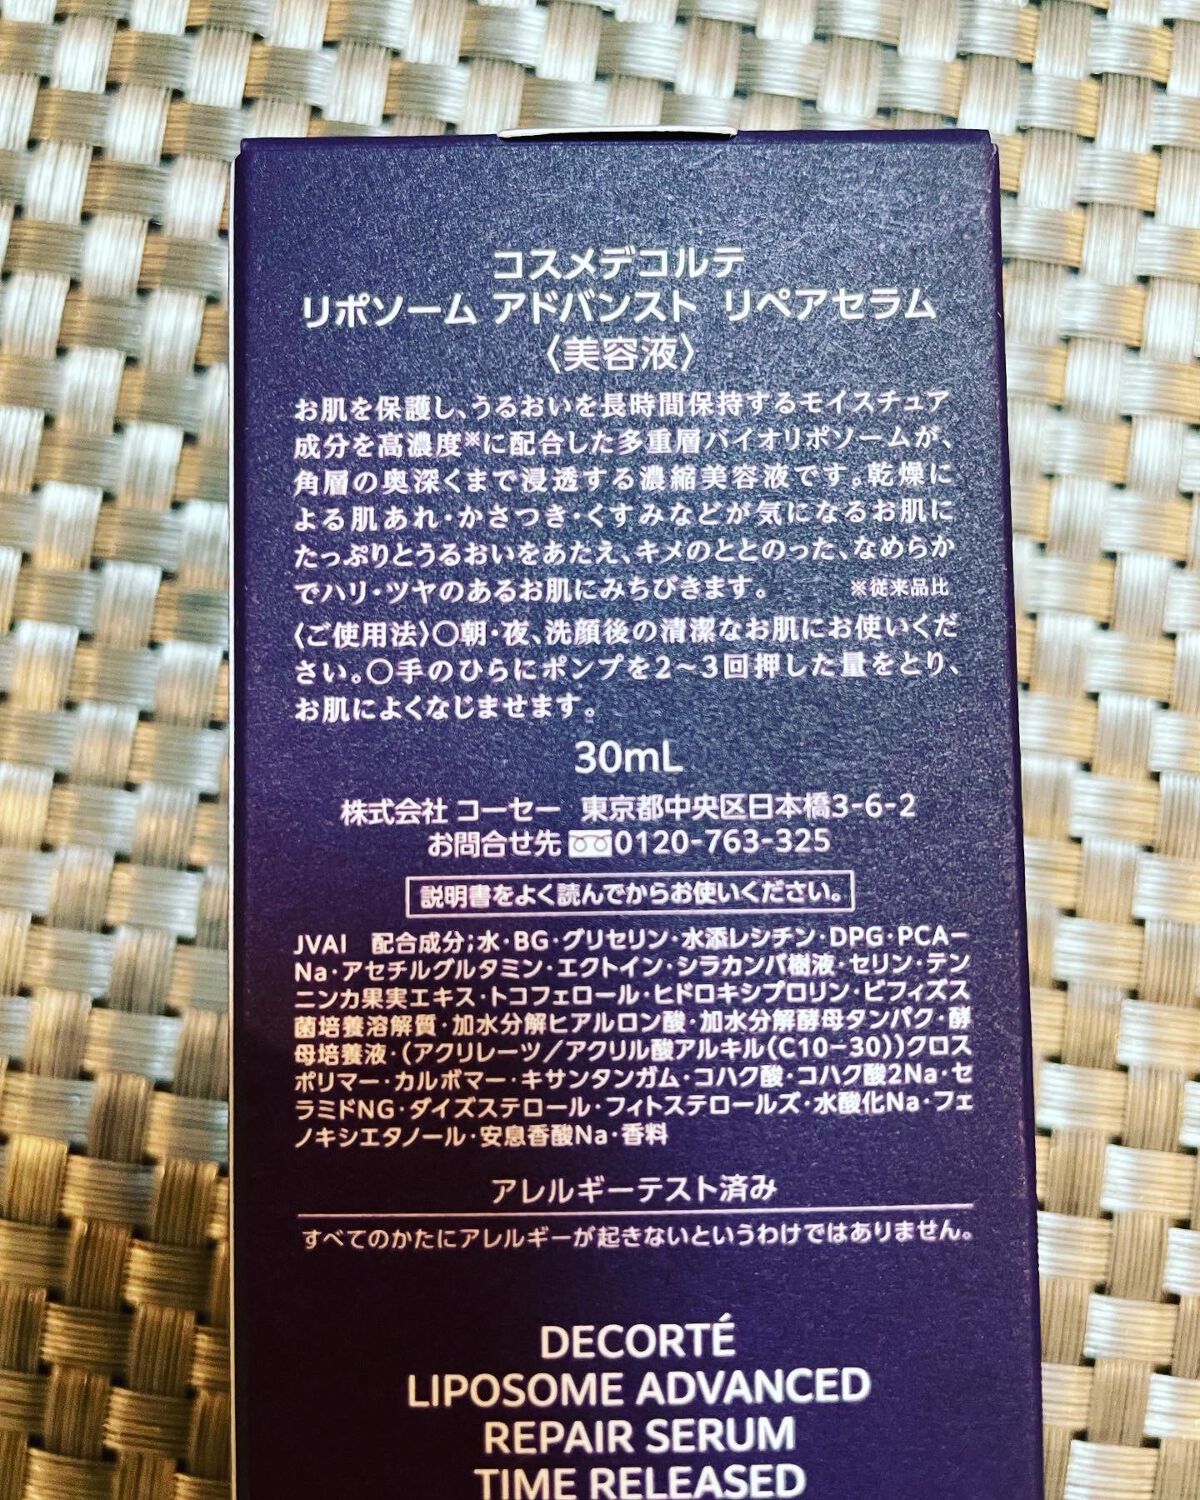 コスメデコルテ
リポソーム アドバンスト リペアセラム
〈美容液〉
お肌を保護し、うるおいを長時間保持するモイスチュア
成分を高濃度※に配合した多重層バイオリポソームが、
角層の奥深くまで浸透する濃縮美容液です。乾燥に
よる肌あれ・かさつき・くすみなどが気になるお肌に
たっぷりとうるおいをあたえ、キメのととのった、なめらか
でハリ・ツヤのあるお肌にみちびきます。 ※従来品比
〈ご使用法〉○朝・夜、洗顔後の清潔なお肌にお使いくだ
さい。○手のひらにポンプを2〜3回押した量をとり、
お肌によくなじませます。
30mL
株式会社 コーセー 東京都中央区日本橋3-6-2
お問合せ先 0120-763-325
説明書をよく読んでからお使いください。
JVAI 配合成分;水・BG・グリセリン・水添レシチン・DPG・PCA−
Na・アセチルグルタミン・エクトイン・シラカンバ樹液・セリン・テン
ニンカ果実エキス・トコフェロール・ヒドロキシプロリン・ビフィズス
菌培養溶解質・加水分解ヒアルロン酸・加水分解酵母タンパク・酵
母培養液・(アクリレーツ/アクリル酸アルキル(C10−30))クロス
ポリマー・カルボマー・キサンタンガム・コハク酸・コハク酸2Na・セ
ラミドNG・ダイズステロール・フィトステロールズ・水酸化Na・フェ
ノキシエタノール・安息香酸Na・香料
アレルギーテスト済み
すべてのかたにアレルギーが起きないというわけではありません。
DECORTÉ
LIPOSOME ADVANCED
REPAIR SERUM
TIME RELEASED